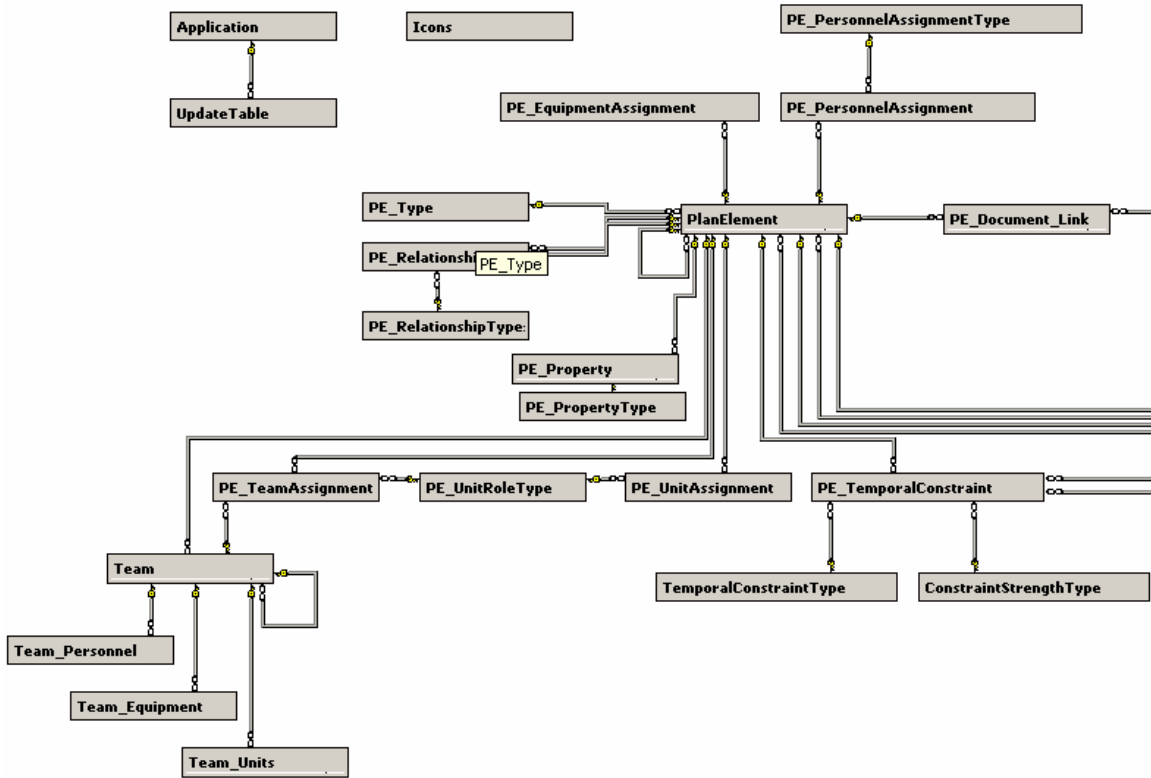 Application
Icons
PE_PersonnelAssignmentType
UpdateTable
PE_EquipmentAssignment
PE_PersonnelAssignment
PE_Type
PlanElement
PE_Document_Link
PE_Relationship
PE_Type
PE_RelationshipType:
PE_Property
PE_PropertyType
PE_TeamAssignment
PE_UnitRoleType
PE_UnitAssignment
PE_TemporalConstraint
Team
TemporalConstraintType
ConstraintStrengthType
Team_Personnel
Team_Equipment
Team_Units